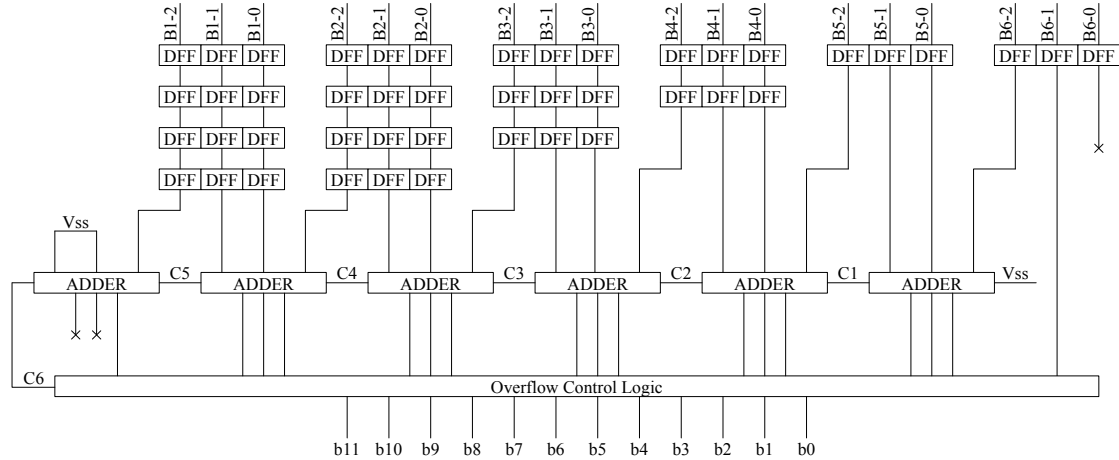 B1-2 B1-1 B1-0 B2-2 B2-1 B2-0 B3-2 B3-1 B3-0 B4-2 B4-1 B4-0 B5-2 B5-1 B5-0 B6-2 B6-1 B6-0
DFF DFF DFF DFF DFF DFF DFF DFF DFF DFF DFF DFF DFF DFF DFF DFF DFF DFF
DFF DFF DFF DFF DFF DFF DFF DFF DFF DFF DFF DFF
DFF DFF DFF DFF DFF DFF DFF DFF DFF
DFF DFF DFF DFF DFF DFF
Vss
C5 C4 C3 C2 C1 Vss
ADDER ADDER ADDER ADDER ADDER ADDER
C6
Overflow Control Logic
b11 b10 b9 b8 b7 b6 b5 b4 b3 b2 b1 b0